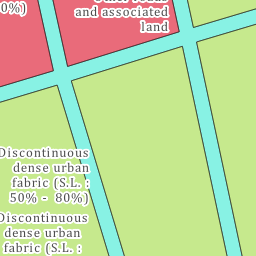 0%)
and associated
land
Discontinuous
dense urban
fabric (S.L. :
50% - 80%)
Discontinuous
dense urban
fabric (S.L. :